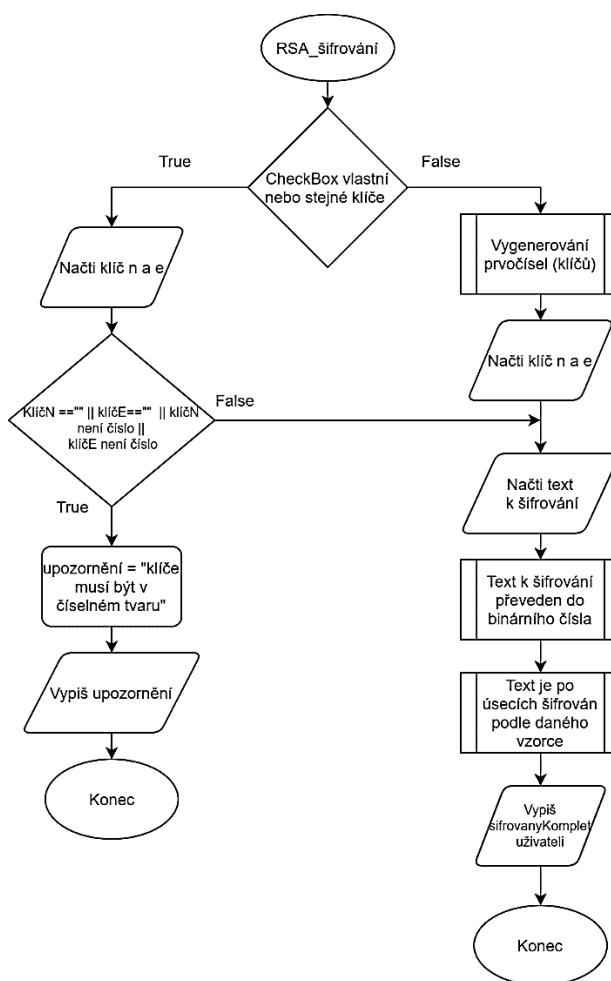 RSA_šifrování
True
False
CheckBox vlastní
nebo stejné klíče
Načti klíč n a e
Vygenerování
prvočísel (klíčů)
Načti klíč n a e
KlíčN =="" || klíčE=="" || klíčN
není číslo ||
klíčE není číslo
False
True
Načti text
k šifrování
upozornění = "klíče
musí být v
číselném tvaru"
Text k šifrování
převeden do
binárního čísla
Vypiš upozornění
Text je po
úsecích šifrován
podle daného
vzorce
Konec
Vypiš
sifrovanyKomplet
uživateli
Konec